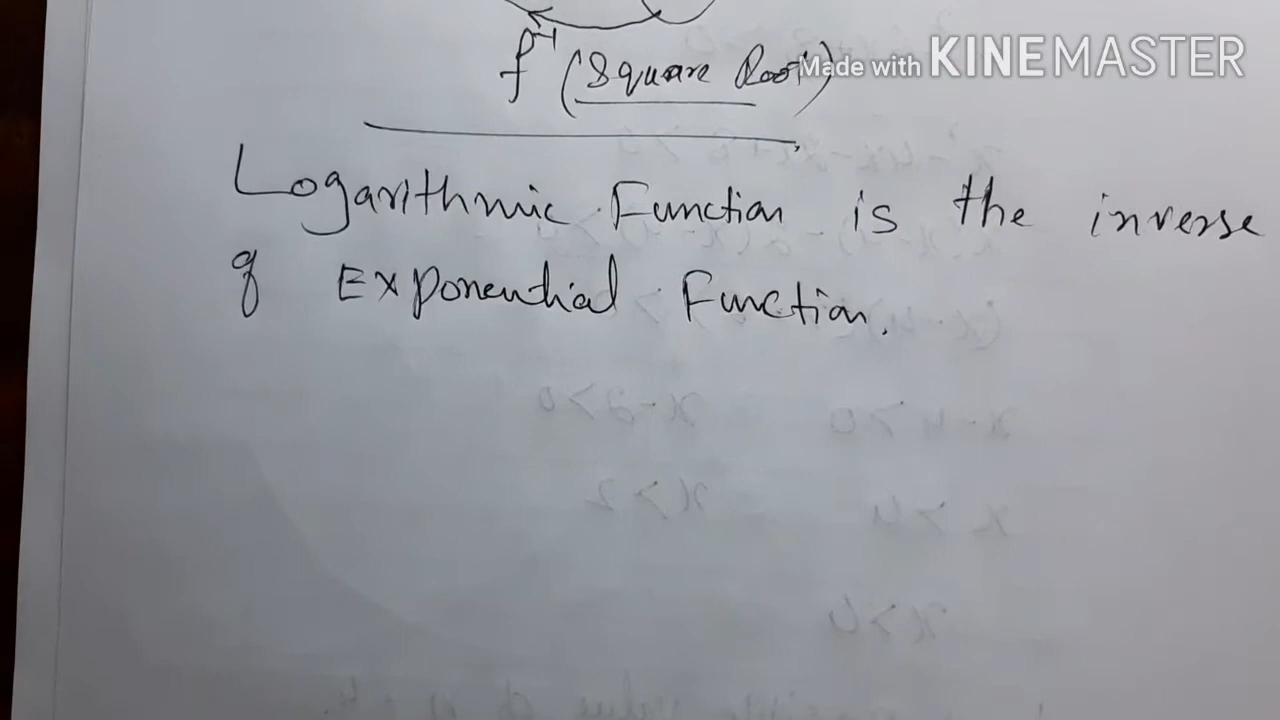 Made with KINEMASTER
f⁻¹ (Square Root)
Logarithmic Function is the inverse
of Exponential Function.